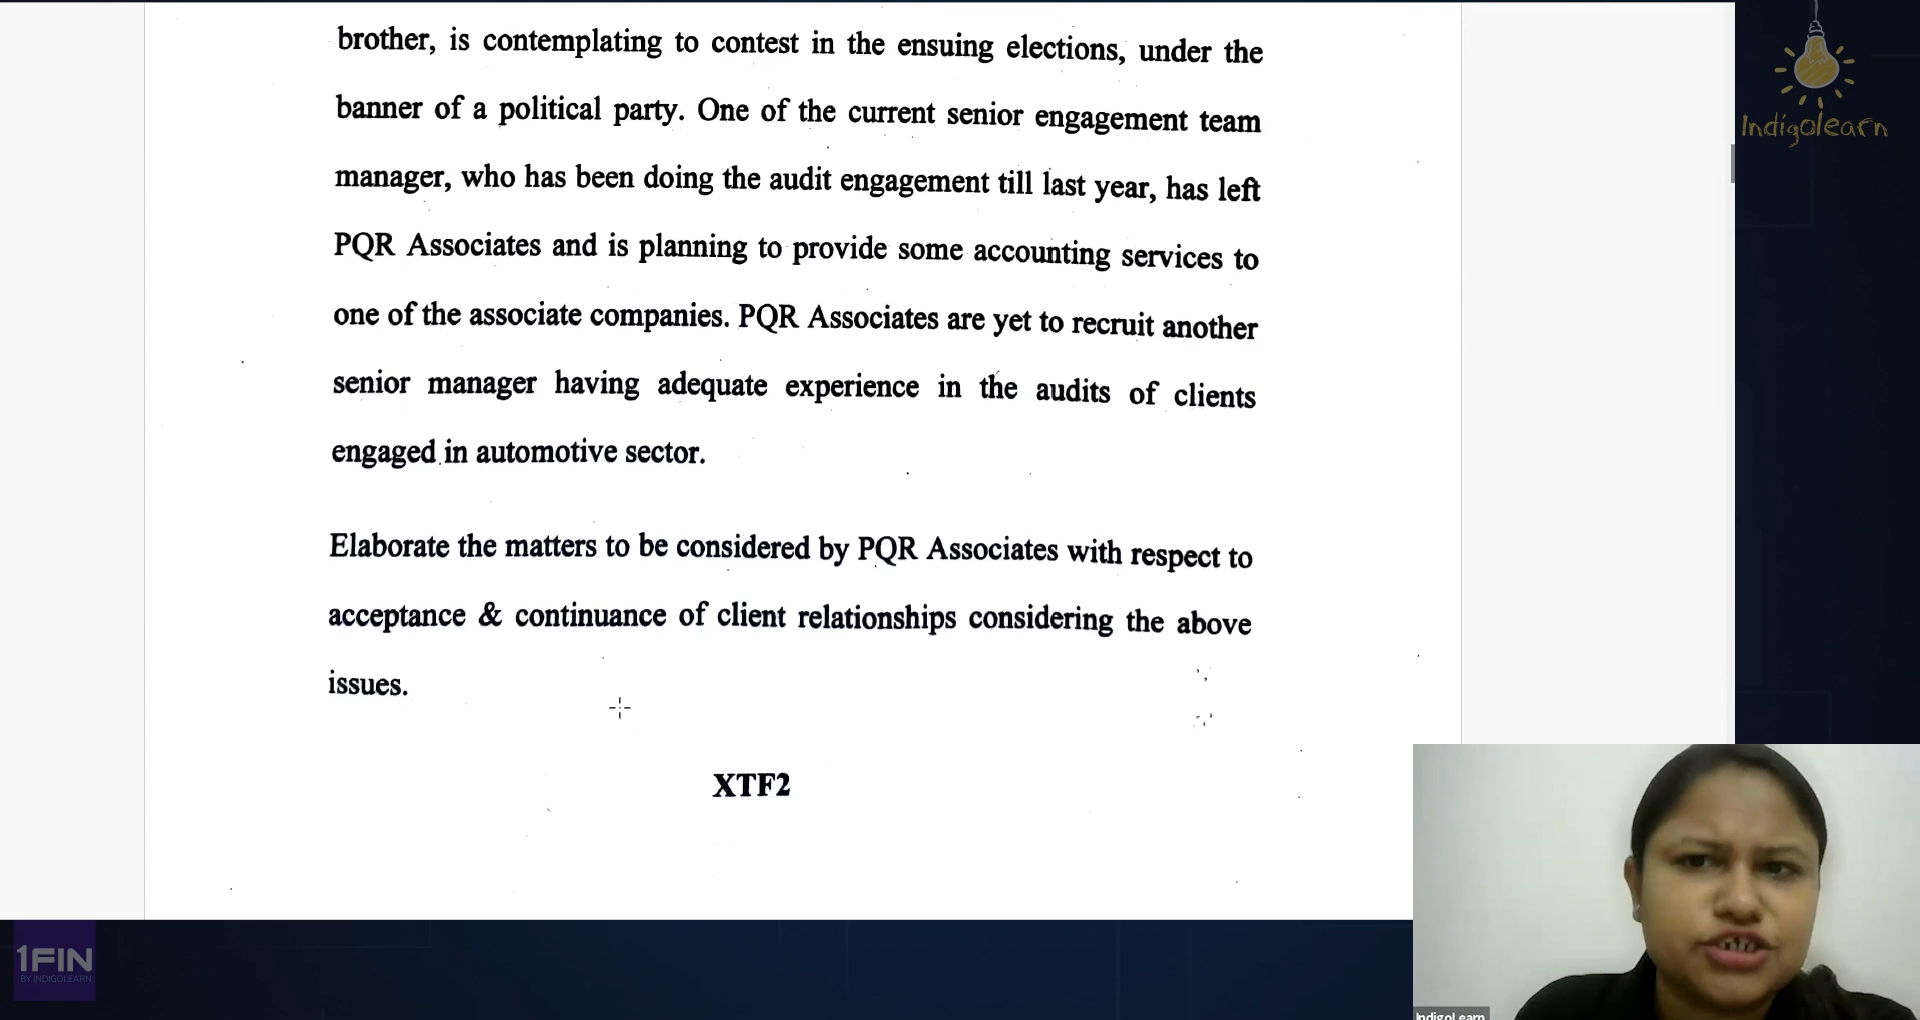 brother, is contemplating to contest in the ensuing elections, under the
banner of a political party. One of the current senior engagement team
manager, who has been doing the audit engagement till last year, has left
PQR Associates and is planning to provide some accounting services to
one of the associate companies. PQR Associates are yet to recruit another
senior manager having adequate experience in the audits of clients
engaged in automotive sector.
Elaborate the matters to be considered by PQR Associates with respect to
acceptance & continuance of client relationships considering the above
issues.
XTF2
Indigolearn
1FIN
BY INDIGOLEARN
IndigoLearn